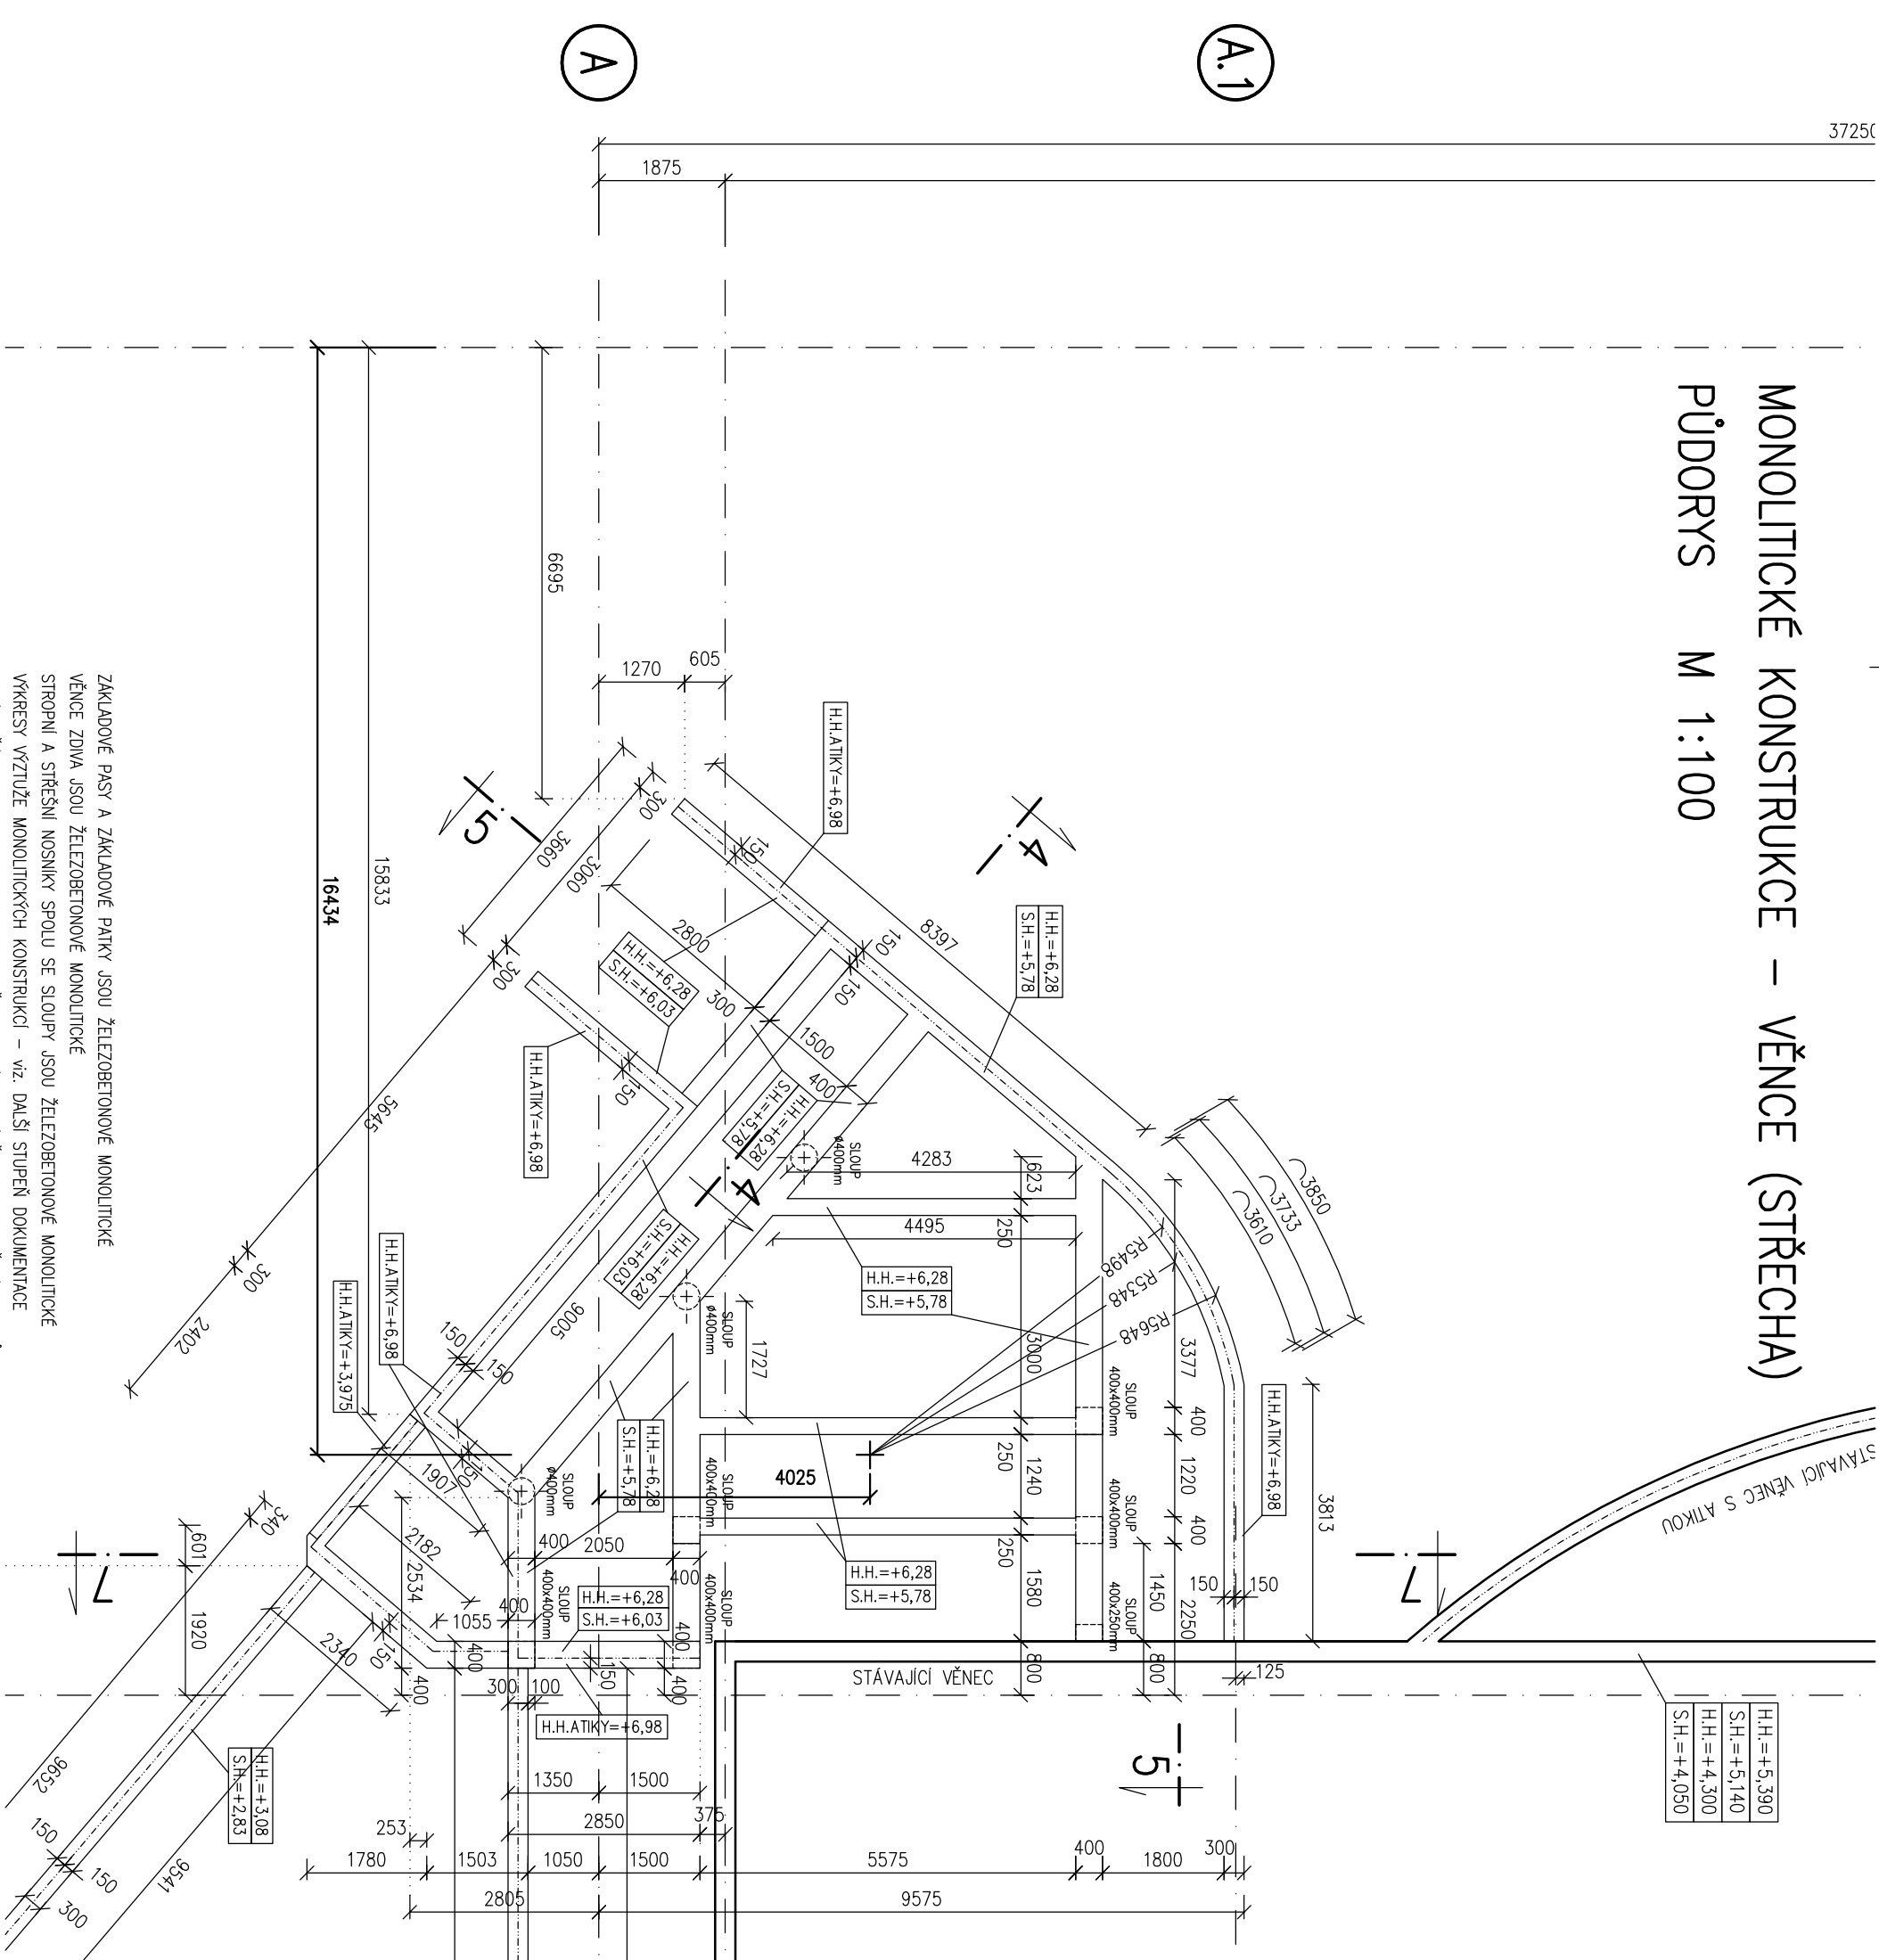 MONOLITICKÉ KONSTRUKCE – VĚNCE (STŘECHA)
PŮDORYS M 1:100
A
A.1
1875
6695
1270
605
15833
16434
H.H.ATIKY=+6,98
300
3660
3060
300
150
2800
H.H.=+6,28
S.H.=+6,03
300
1500
400
150
150
8397
H.H.=+6,28
S.H.=+5,78
4
5
H.H.ATIKY=+6,98
150
H.H.=+6,28
S.H.=+5,78
4
SLOUP
ø400mm
4283
623
4495
250
3850
3733
3610
R5498
R5348
R5648
H.H.=+6,28
S.H.=+5,78
H.H.=+6,28
S.H.=+6,03
SLOUP
ø400mm
1727
3000
3377
9005
5645
300
2402
H.H.ATIKY=+6,98
H.H.ATIKY=+3,975
150
150
150
1907
H.H.=+6,28
S.H.=+5,78
SLOUP
ø400mm
4025
SLOUP
400x400mm
SLOUP
400x400mm
SLOUP
400x400mm
SLOUP
400x250mm
SLOUP
400x400mm
SLOUP
400x400mm
250
1240
400
1220
400
H.H.ATIKY=+6,98
3813
250
1580
1450
2250
150
150
800
800
125
H.H.=+6,28
S.H.=+5,78
400
2050
400
H.H.=+6,28
S.H.=+6,03
400
1055
400
400
400
150
300
100
H.H.ATIKY=+6,98
340
601
1920
2182
2534
400
2340
150
7
7
5
STÁVAJÍCÍ VĚNEC
STÁVAJÍCÍ VĚNEC S ATIKOU
H.H.=+5,390
S.H.=+5,140
H.H.=+4,300
S.H.=+4,050
H.H.=+3,08
S.H.=+2,83
9652
9541
150
150
300
1350
1500
2850
375
253
1780
1503
1050
1500
5575
400
1800
300
2805
9575
ZÁKLADOVÉ PASY A ZÁKLADOVÉ PATKY JSOU ŽELEZOBETONOVÉ MONOLITICKÉ
VĚNCE ZDIVA JSOU ŽELEZOBETONOVÉ MONOLITICKÉ
STROPNÍ A STŘEŠNÍ NOSNÍKY SPOLU SE SLOUPY JSOU ŽELEZOBETONOVÉ MONOLITICKÉ
VÝKRESY VÝZTUŽE MONOLITICKÝCH KONSTRUKCÍ – viz. DALŠÍ STUPEŇ DOKUMENTACE